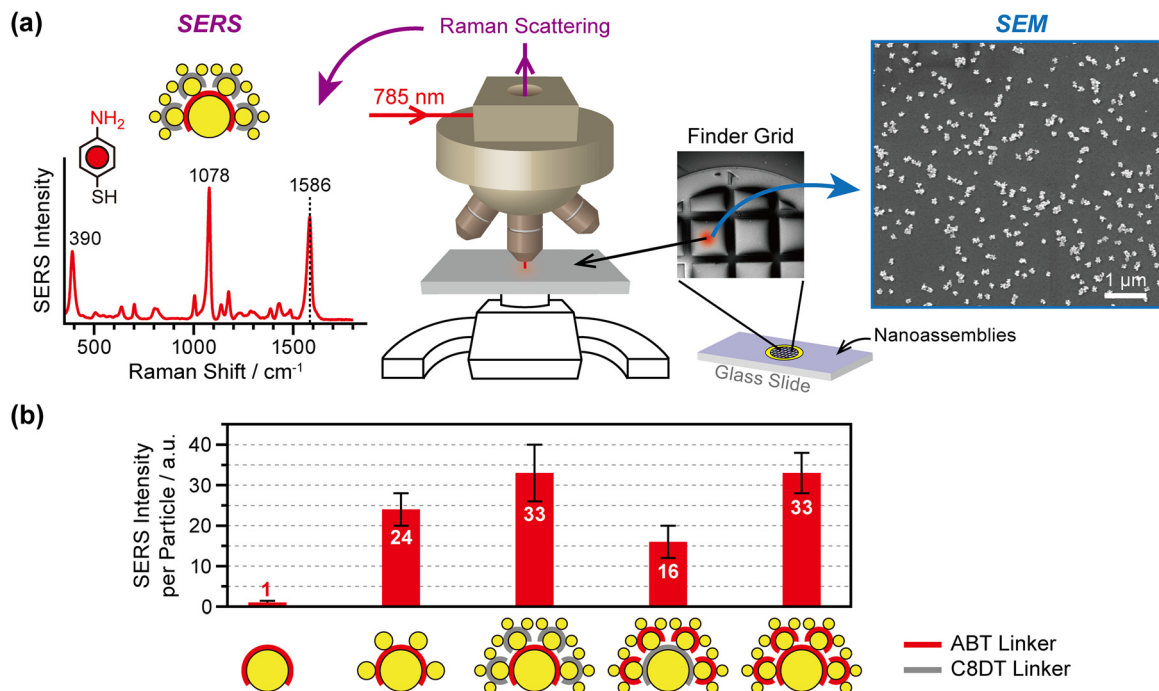 (a)
SERS
Raman Scattering
SEM
785 nm
NH2
SH
Finder Grid
SERS Intensity
390
1078
1586
500
1000
1500
Raman Shift / cm-1
1 µm
Nanoassemblies
Glass Slide
(b)
SERS Intensity
per Particle / a.u.
40
30
20
10
0
1
24
33
16
33
ABT Linker
C8DT Linker